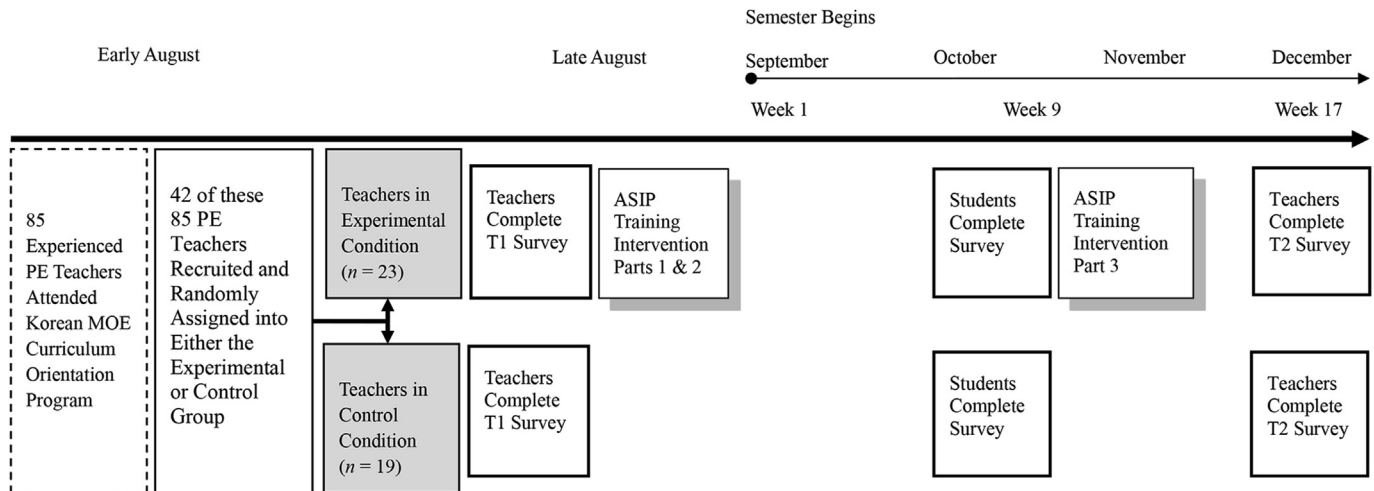 Semester Begins
Early August
Late August
September
October
November
December
Week 1
Week 9
Week 17
85
Experienced
PE Teachers
Attended
Korean MOE
Curriculum
Orientation
Program
42 of these
85 PE
Teachers
Recruited and
Randomly
Assigned into
Either the
Experimental
or Control
Group
Teachers in
Experimental
Condition
(n = 23)
Teachers
Complete
T1 Survey
ASIP
Training
Intervention
Parts 1 & 2
Students
Complete
Survey
ASIP
Training
Intervention
Part 3
Teachers
Complete
T2 Survey
Teachers in
Control
Condition
(n = 19)
Teachers
Complete
T1 Survey
Students
Complete
Survey
Teachers
Complete
T2 Survey